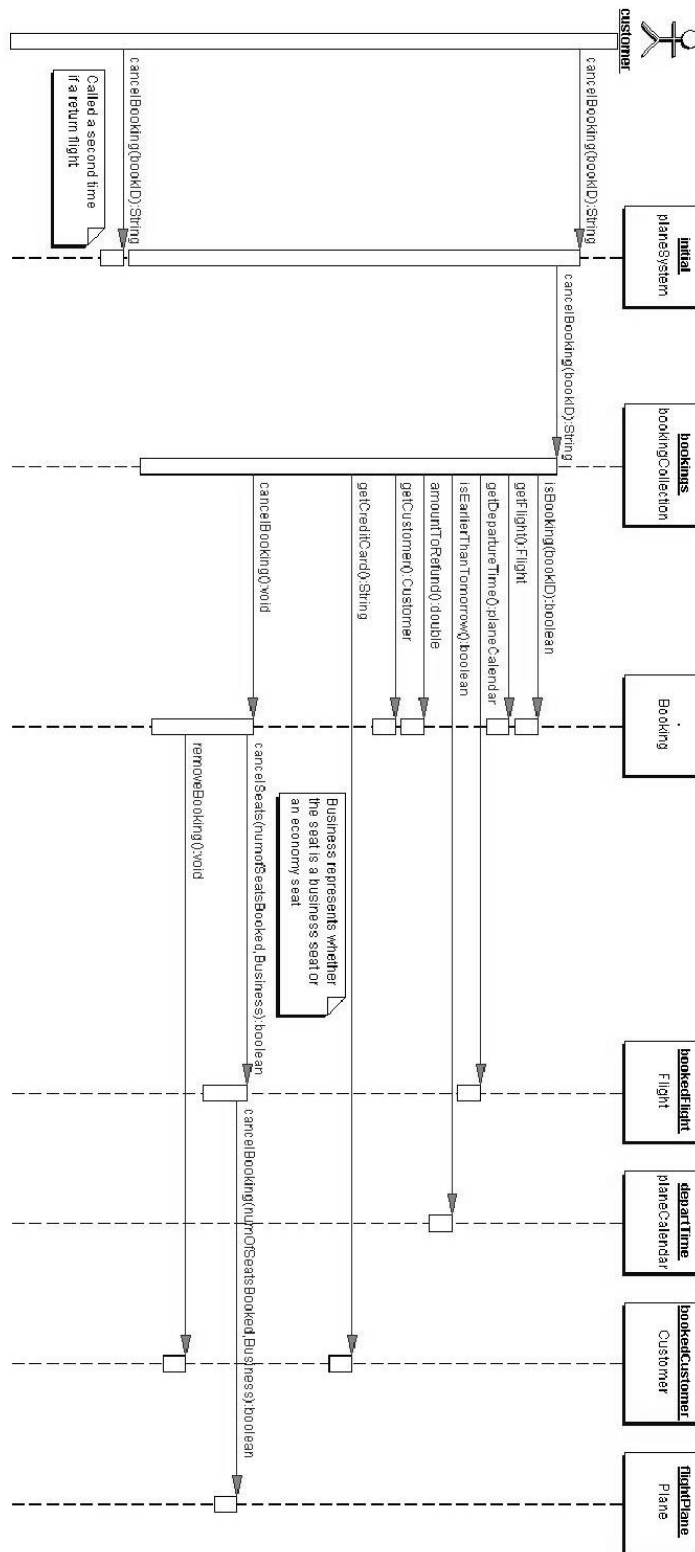 customer
initial
planeSystem
bookings
bookingCollection
Booking
bookedFlight
Flight
departTime
planeCalendar
bookedCustomer
Customer
flightPlane
Plane
cancelBooking(bookID):String
cancelBooking(bookID):String
isBooking(bookID):boolean
getFlight():Flight
getDepartureTime():planeCalendar
isEarlierThanTomorrow():boolean
amountToRefund():double
getCustomer():Customer
getCreditCard():String
Business represents whether
the seat is a business seat or
an economy seat
cancelBooking():void
cancelSeats(numofSeatsBooked,Business):boolean
cancelBooking(numOfSeatsBooked,Business):boolean
removeBooking():void
cancelBooking(bookID):String
Called a second time
if a return flight